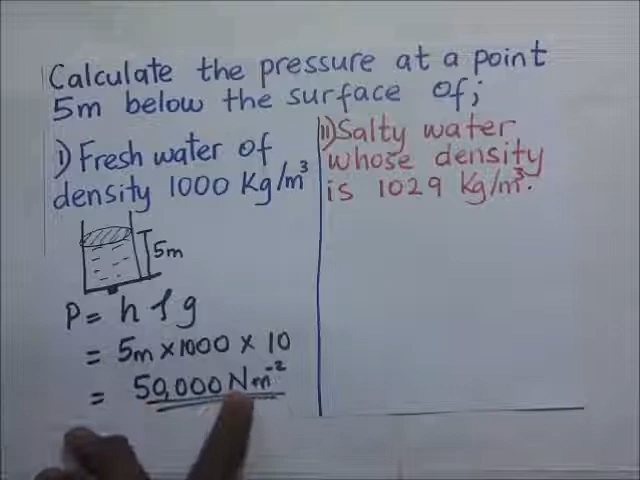 Calculate the pressure at a point
5m below the surface of;
i) Fresh water of
density 1000 Kg/m³
5m
P = hρg
= 5m × 1000 × 10
= 50,000 Nm⁻²
ii) Salty water
whose density
is 1029 Kg/m³.